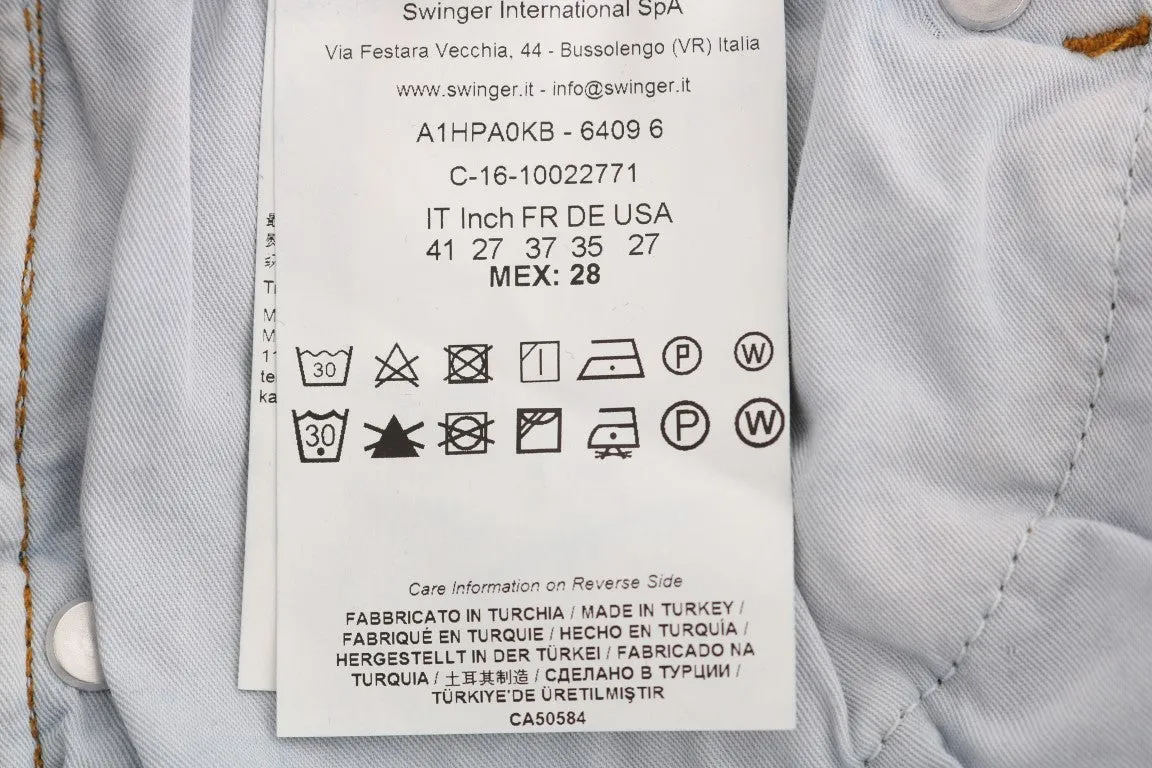 Swinger International SpA
Via Festara Vecchia, 44 - Bussolengo (VR) Italia
www.swinger.it - info@swinger.it
A1HPA0KB - 6409 6
C-16-10022771
IT Inch FR DE USA
41 27 37 35 27
MEX: 28
30 P W
30 P W
Care Information on Reverse Side
FABBRICATO IN TURCHIA / MADE IN TURKEY /
FABRIQUÉ EN TURQUIE / HECHO EN TURQUÍA /
HERGESTELLT IN DER TÜRKEI / FABRICADO NA
TURQUIA / 土耳其制造 / СДЕЛАНО В ТУРЦИИ /
TÜRKIYE'DE ÜRETILMIŞTIR
CA50584